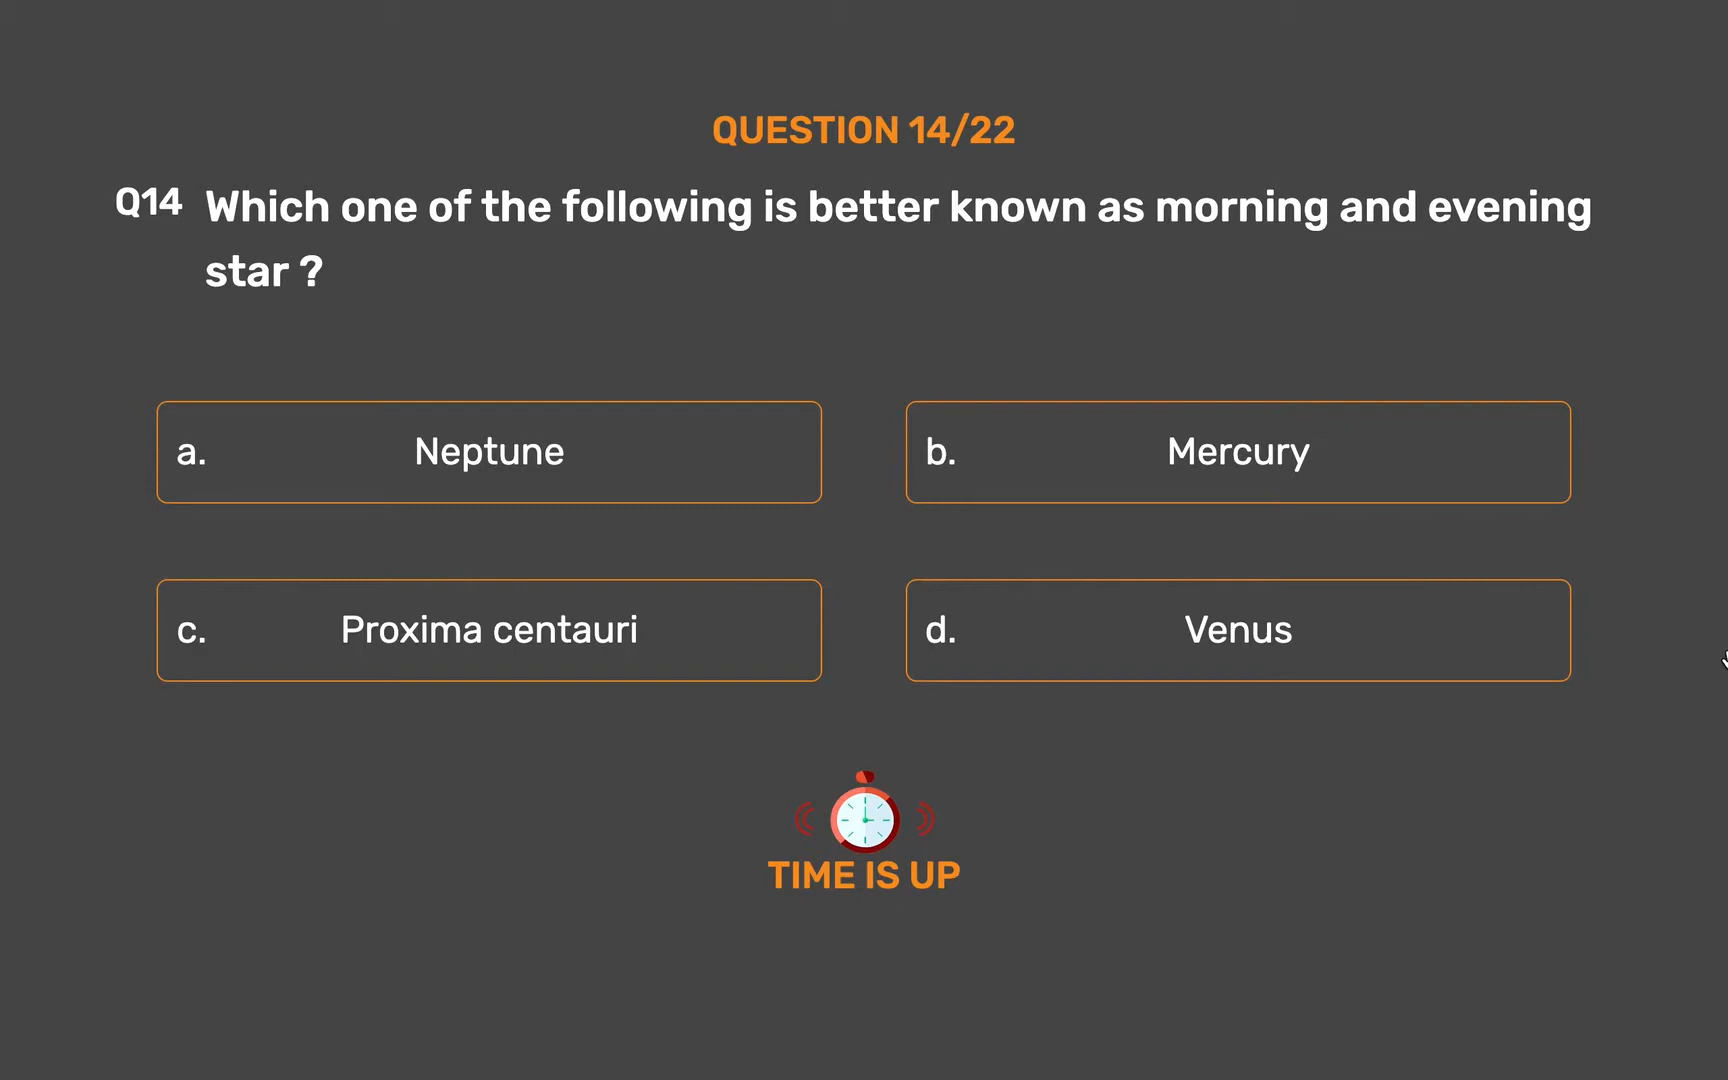 QUESTION 14/22
Q14 Which one of the following is better known as morning and evening
star ?
a. Neptune
b. Mercury
c. Proxima centauri
d. Venus
TIME IS UP